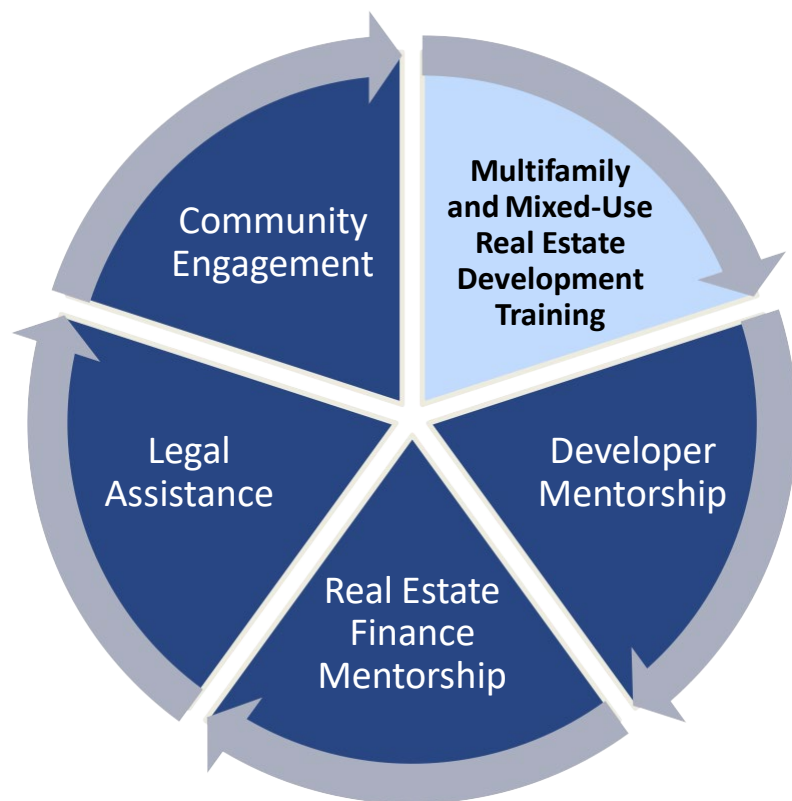 Multifamily
and Mixed-Use
Real Estate
Development
Training
Developer
Mentorship
Real Estate
Finance
Mentorship
Legal
Assistance
Community
Engagement